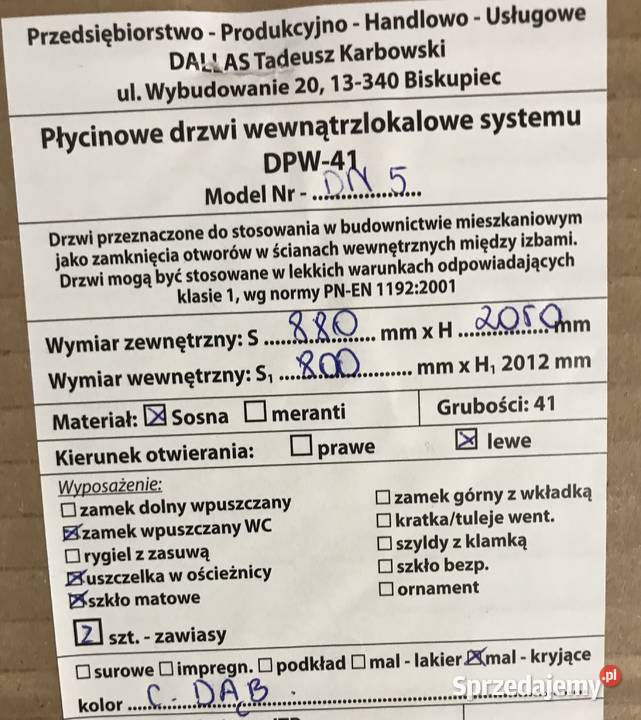 Przedsiębiorstwo - Produkcyjno - Handlowo - Usługowe
DALLAS Tadeusz Karbowski
ul. Wybudowanie 20, 13-340 Biskupiec
Płycinowe drzwi wewnątrzlokalowe systemu
DPW-41
Model Nr - DN 5
Drzwi przeznaczone do stosowania w budownictwie mieszkaniowym
jako zamknięcia otworów w ścianach wewnętrznych między izbami.
Drzwi mogą być stosowane w lekkich warunkach odpowiadających
klasie 1, wg normy PN-EN 1192:2001
Wymiar zewnętrzny: S 880 mm x H 2050 mm
Wymiar wewnętrzny: S₁ 800 mm x H₁ 2012 mm
Materiał: ☒ Sosna ☐ meranti Grubości: 41
Kierunek otwierania: ☐ prawe ☒ lewe
Wyposażenie:
☐ zamek dolny wpuszczany ☐ zamek górny z wkładką
☒ zamek wpuszczany WC ☐ kratka/tuleje went.
☐ rygiel z zasuwą ☐ szyldy z klamką
☒ uszczelka w ościeżnicy ☐ szkło bezp.
☒ szkło matowe ☐ ornament
2 szt. - zawiasy
☐ surowe ☐ impregn. ☐ podkład ☐ mal - lakier ☒ mal - kryjące
kolor C. DĄB
Sprzedajemy.pl